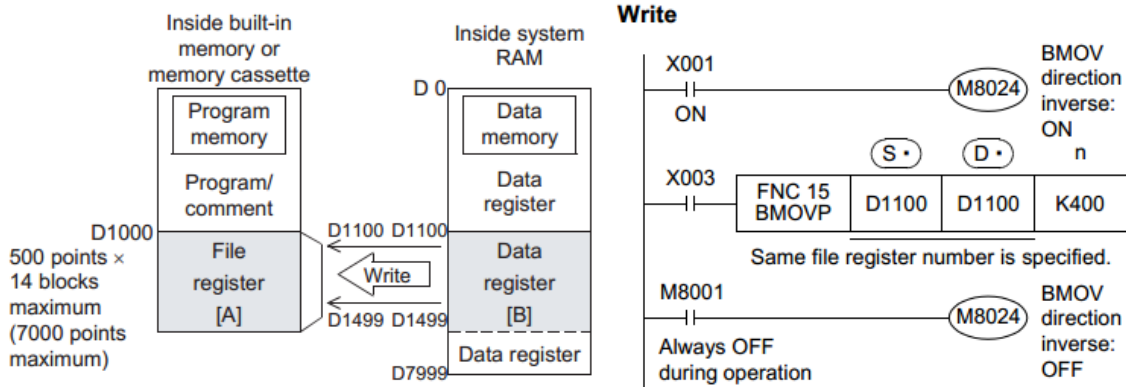 Inside built-in
memory or
memory cassette
Program
memory
Program/
comment
D1000
500 points ×
14 blocks
maximum
(7000 points
maximum)
File
register
[A]
Inside system
RAM
D 0
Data
memory
Data
register
D1100 D1100
Write
D1499 D1499
Data
register
[B]
Data register
D7999
Write
X001
ON
M8024
BMOV
direction
inverse:
ON
S •
D •
n
X003
FNC 15
BMOVP
D1100
D1100
K400
Same file register number is specified.
M8001
Always OFF
during operation
M8024
BMOV
direction
inverse:
OFF